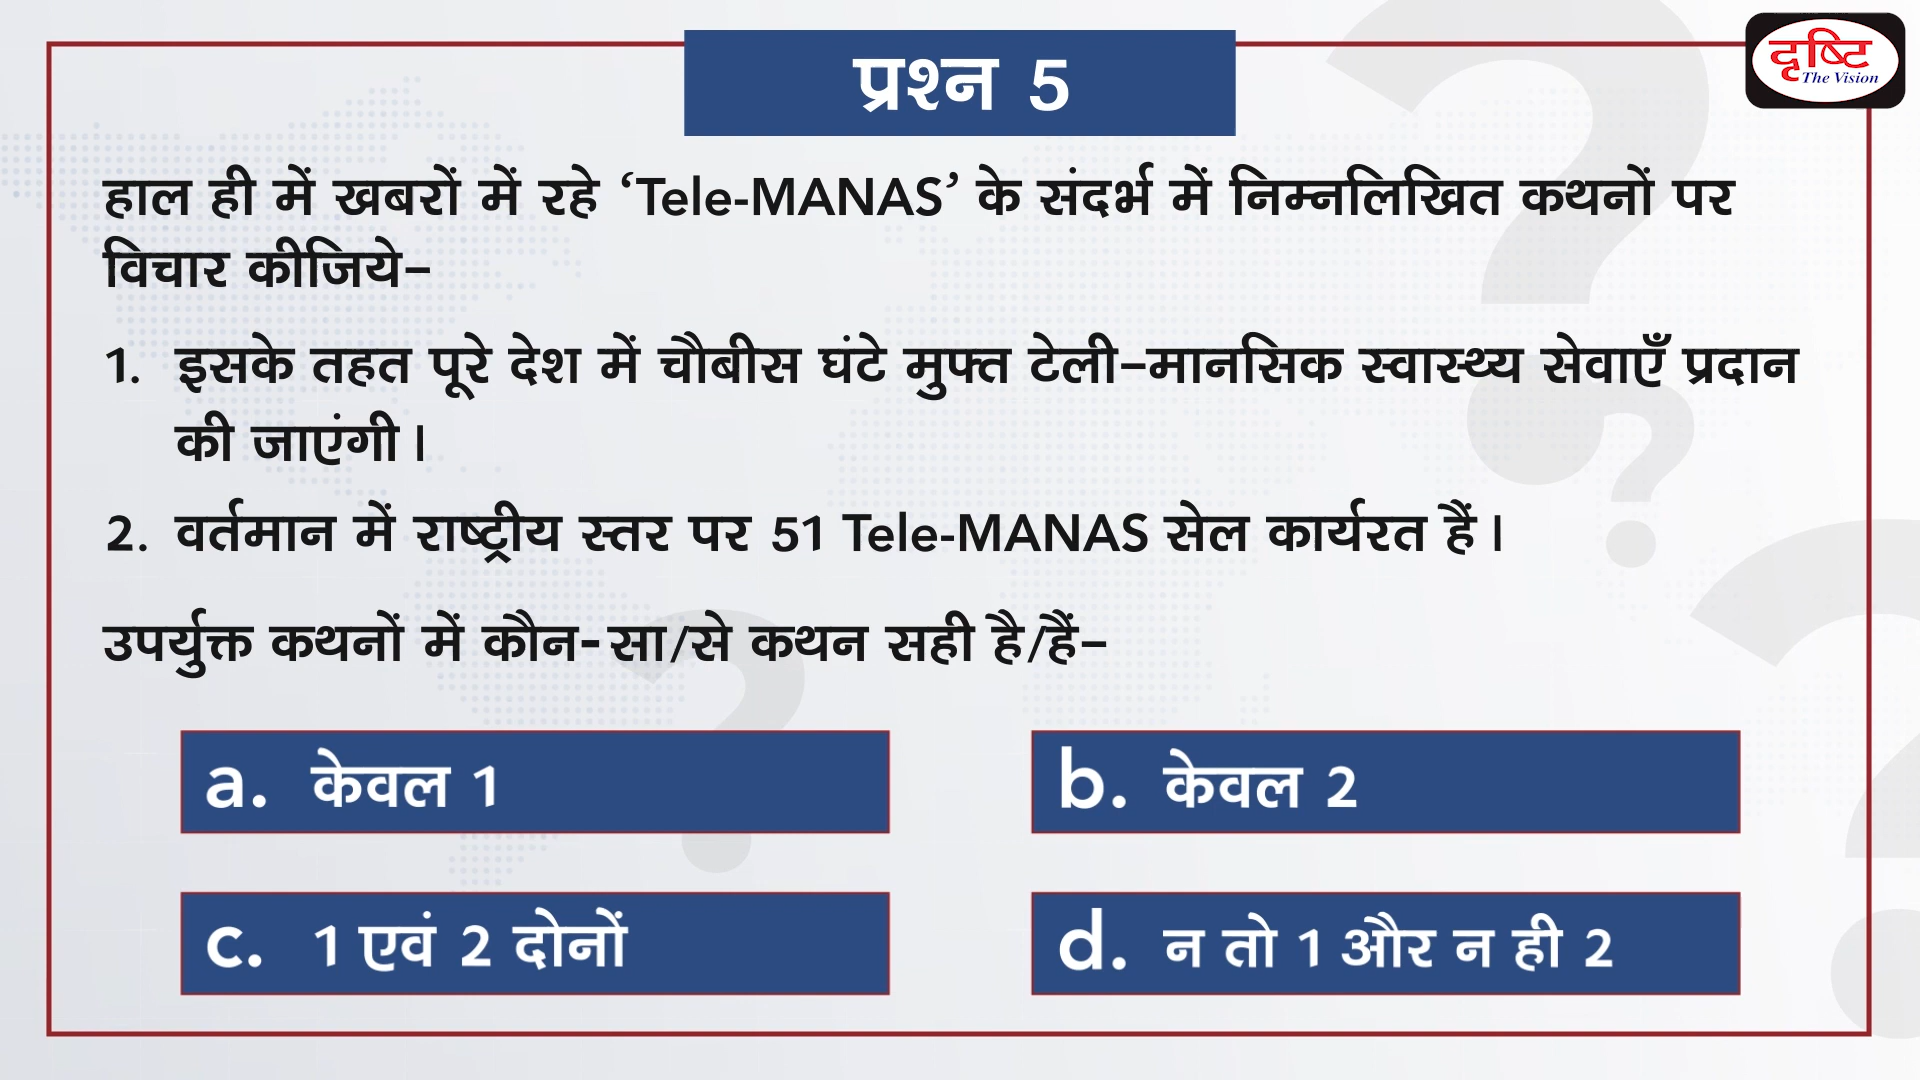 दृष्टि
The Vision
प्रश्न 5
हाल ही में खबरों में रहे ‘Tele-MANAS’ के संदर्भ में निम्नलिखित कथनों पर
विचार कीजिये–
1. इसके तहत पूरे देश में चौबीस घंटे मुफ्त टेली–मानसिक स्वास्थ्य सेवाएँ प्रदान
की जाएंगी।
2. वर्तमान में राष्ट्रीय स्तर पर 51 Tele-MANAS सेल कार्यरत हैं।
उपर्युक्त कथनों में कौन-सा/से कथन सही है/हैं–
a. केवल 1
b. केवल 2
c. 1 एवं 2 दोनों
d. न तो 1 और न ही 2